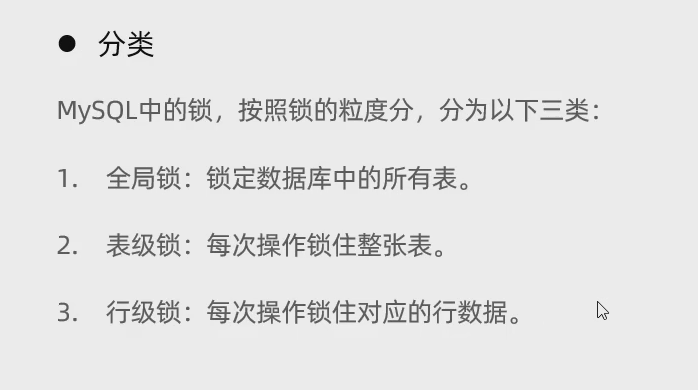 ● 分类
MySQL中的锁，按照锁的粒度分，分为以下三类：
1. 全局锁：锁定数据库中的所有表。
2. 表级锁：每次操作锁住整张表。
3. 行级锁：每次操作锁住对应的行数据。